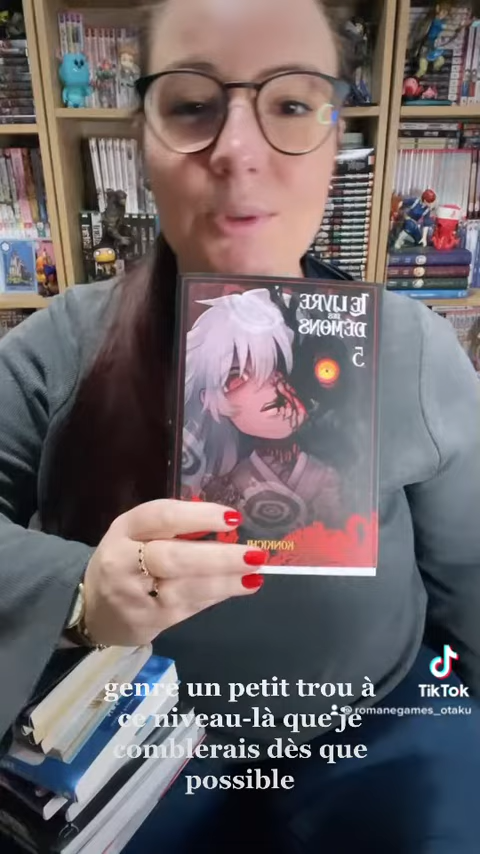 LE LIVRE
DES
DÉMONS
5
KONKICHI
TikTok
@romanegames_otaku
genre un petit trou à
ce niveau-là que je
comblerais dès que
possible